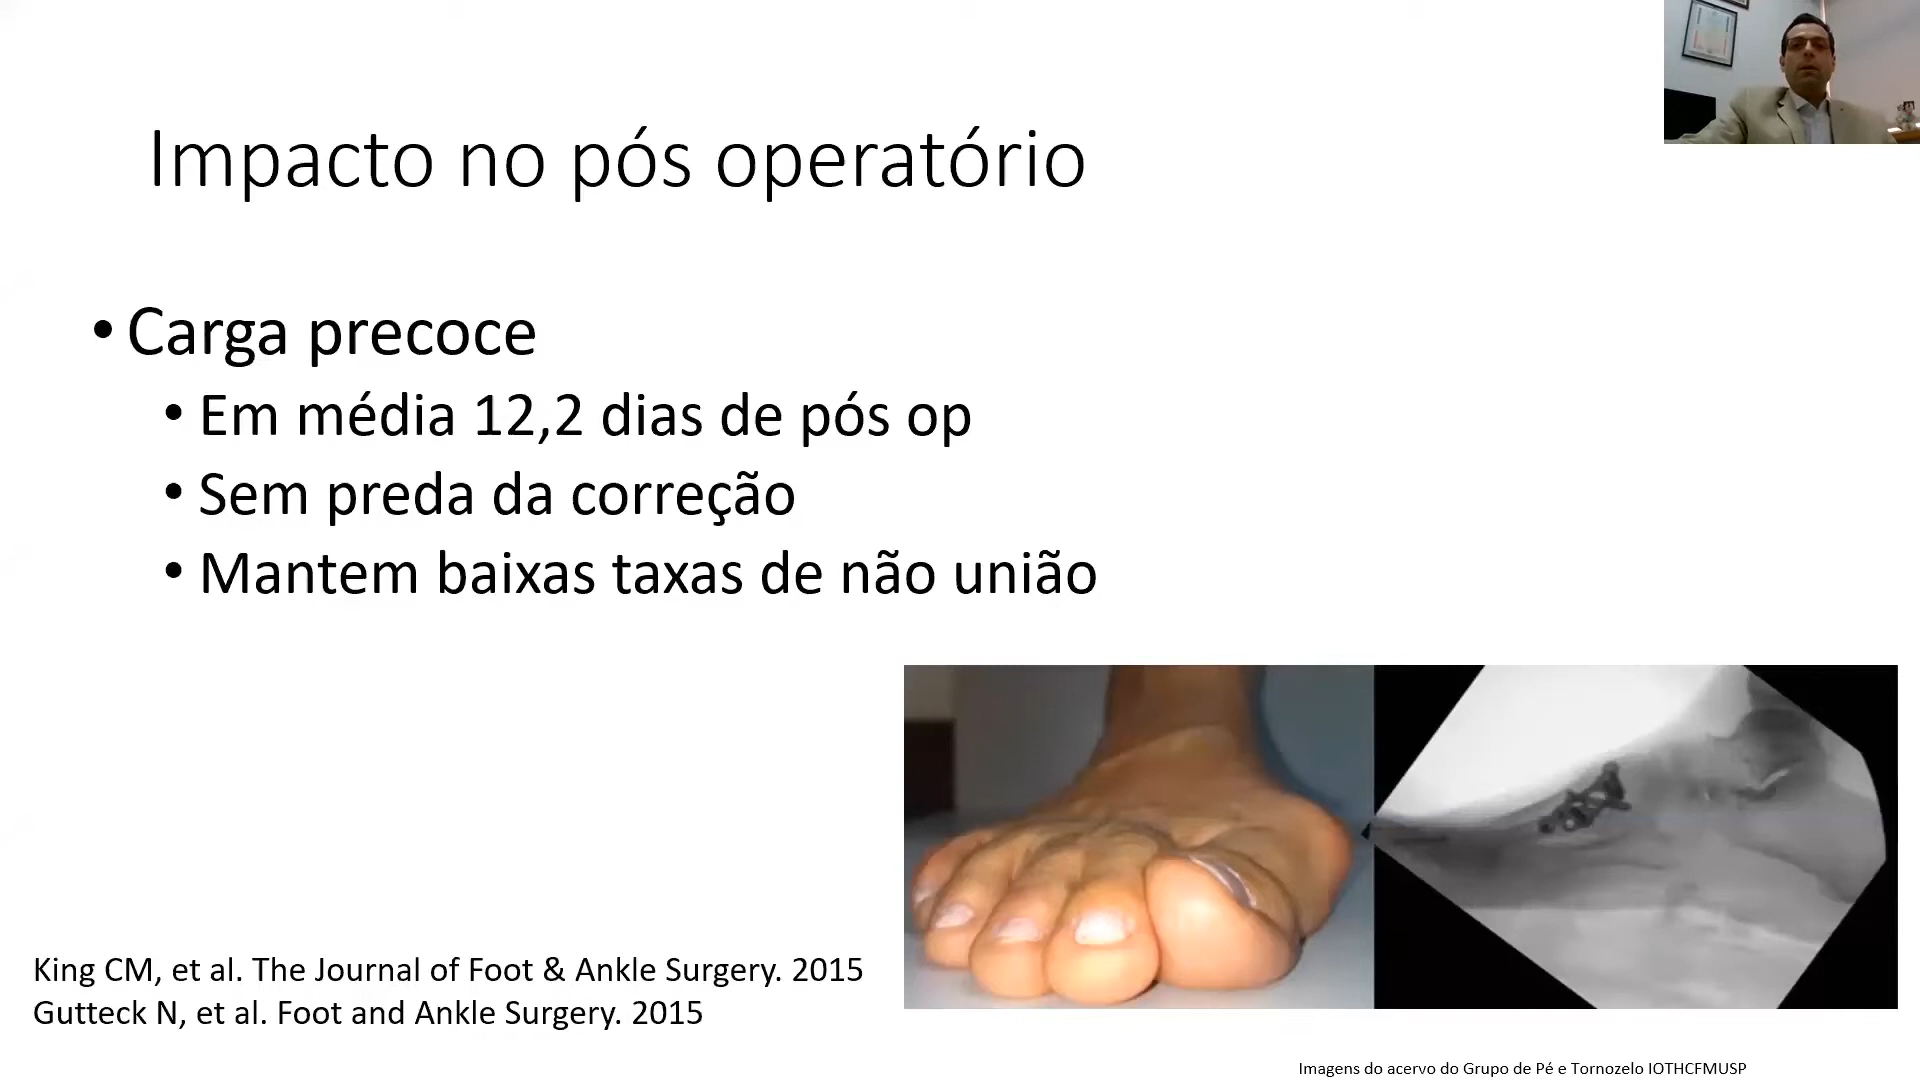 Impacto no pós operatório
• Carga precoce
• Em média 12,2 dias de pós op
• Sem preda da correção
• Mantem baixas taxas de não união
King CM, et al. The Journal of Foot & Ankle Surgery. 2015
Gutteck N, et al. Foot and Ankle Surgery. 2015
Imagens do acervo do Grupo de Pé e Tornozelo IOTHCFMUSP